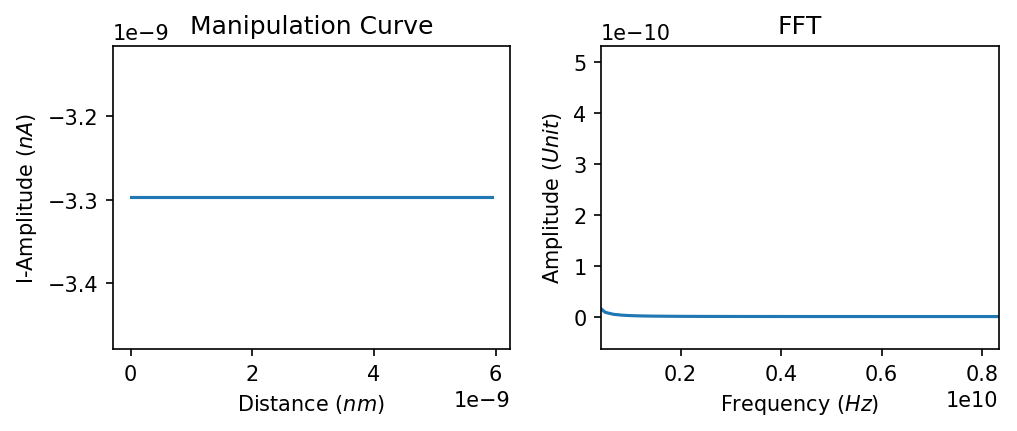 Manipulation Curve
1e−9
I-Amplitude (nA)
−3.2
−3.3
−3.4
0 2 4 6
1e−9
Distance (nm)
FFT
1e−10
Amplitude (Unit)
5
4
3
2
1
0
0.2 0.4 0.6 0.8
1e10
Frequency (Hz)